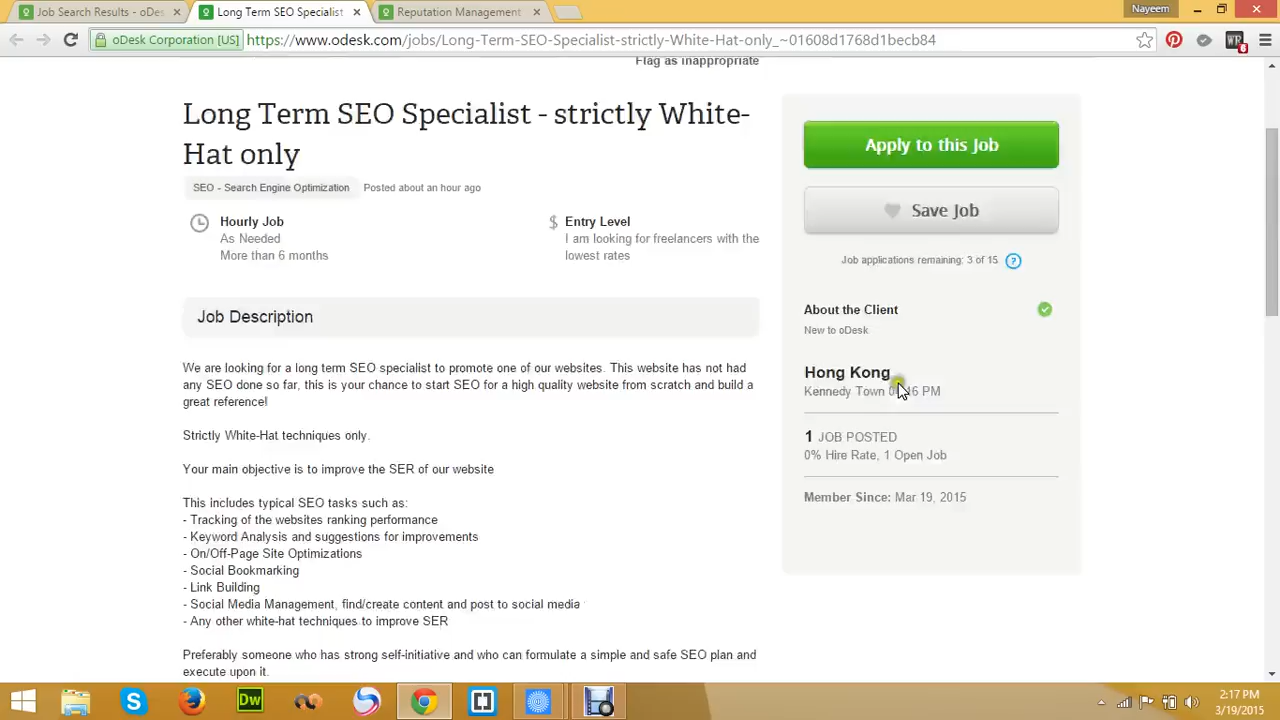 Job Search Results - oDes
Long Term SEO Specialist
Reputation Management
Nayeem
oDesk Corporation [US]
https://www.odesk.com/jobs/Long-Term-SEO-Specialist-strictly-White-Hat-only_~01608d1768d1becb84
WR
6
Flag as inappropriate
Long Term SEO Specialist - strictly White-
Hat only
SEO - Search Engine Optimization
Posted about an hour ago
Hourly Job
As Needed
More than 6 months
$ Entry Level
I am looking for freelancers with the
lowest rates
Job Description
We are looking for a long term SEO specialist to promote one of our websites. This website has not had
any SEO done so far, this is your chance to start SEO for a high quality website from scratch and build a
great reference!
Strictly White-Hat techniques only.
Your main objective is to improve the SER of our website
This includes typical SEO tasks such as:
- Tracking of the websites ranking performance
- Keyword Analysis and suggestions for improvements
- On/Off-Page Site Optimizations
- Social Bookmarking
- Link Building
- Social Media Management, find/create content and post to social media
- Any other white-hat techniques to improve SER
Preferably someone who has strong self-initiative and who can formulate a simple and safe SEO plan and
execute upon it.
Apply to this Job
Save Job
Job applications remaining: 3 of 15 ?
About the Client
New to oDesk
Hong Kong
Kennedy Town PM
1 JOB POSTED
0% Hire Rate, 1 Open Job
Member Since: Mar 19, 2015
S
Dw
2:17 PM
3/19/2015